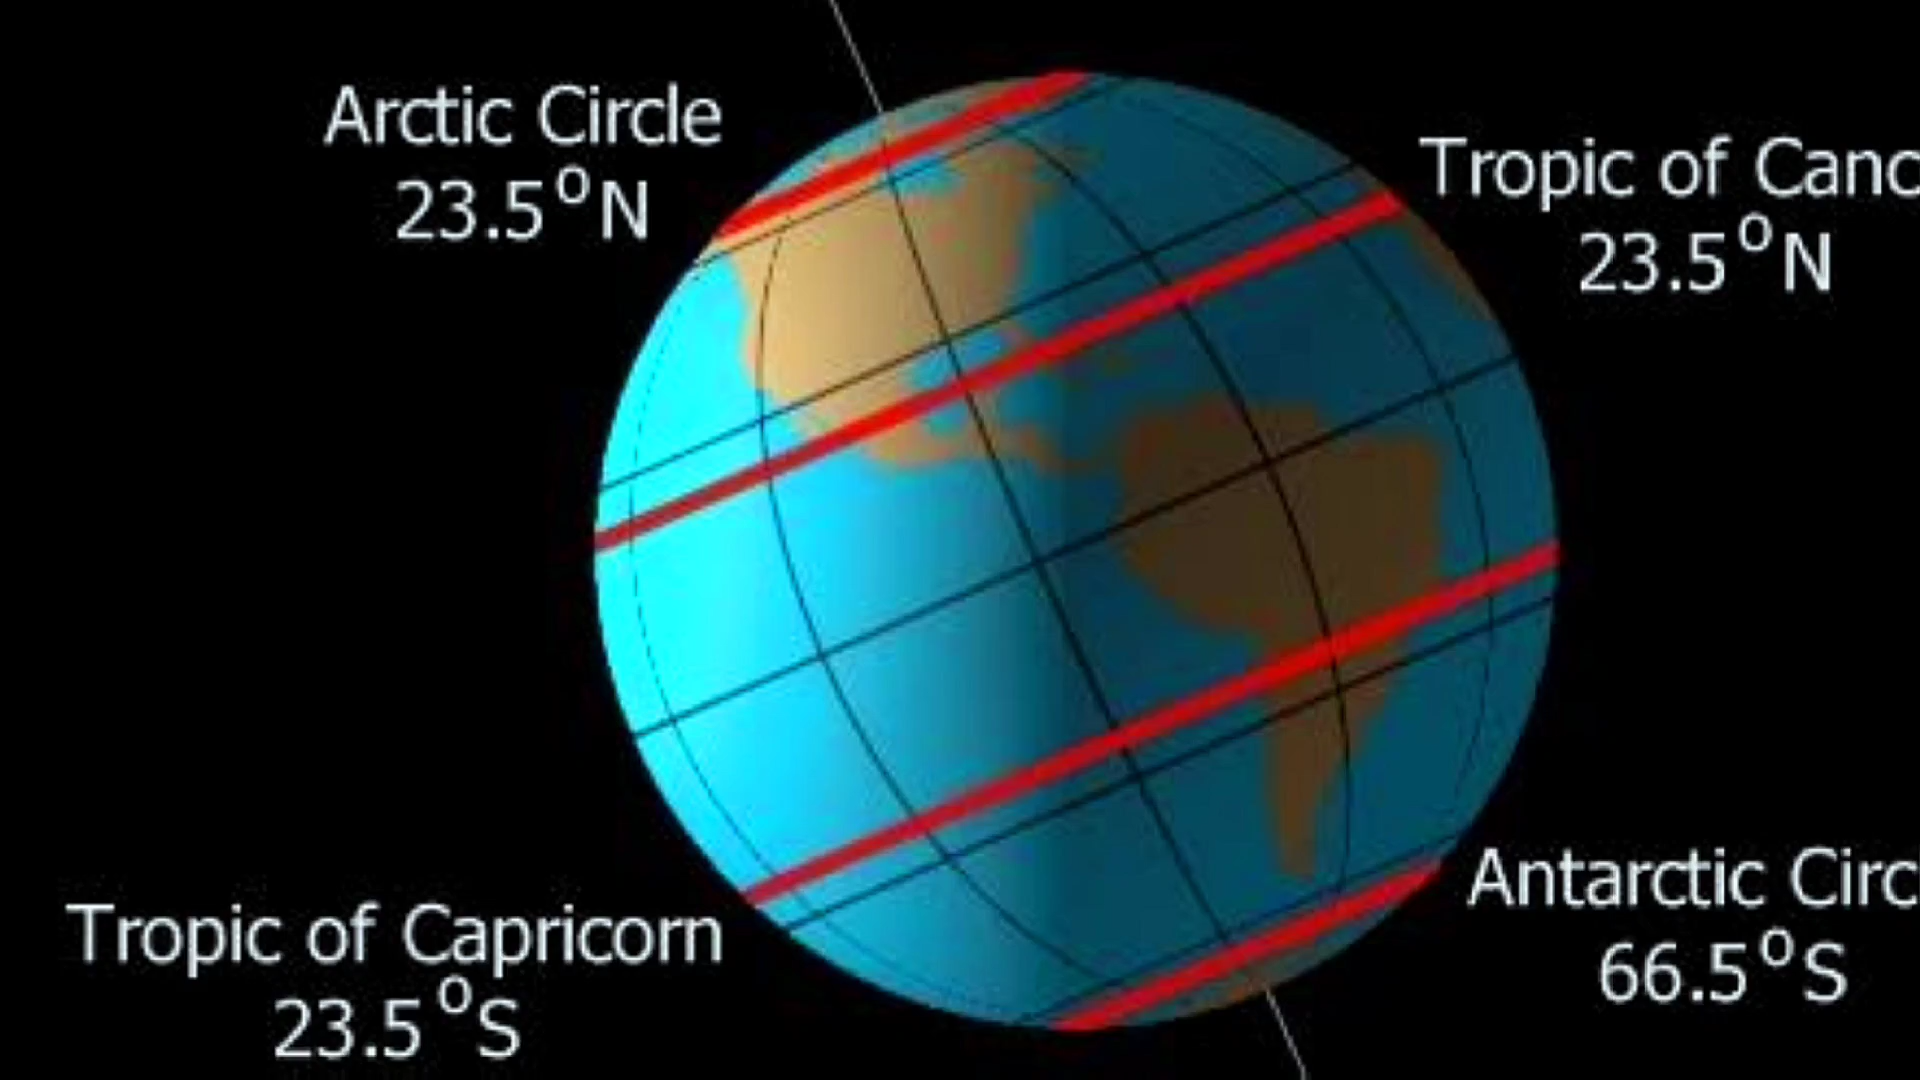 Arctic Circle
23.5°N
Tropic of Canc
23.5°N
Tropic of Capricorn
23.5°S
Antarctic Circ
66.5°S